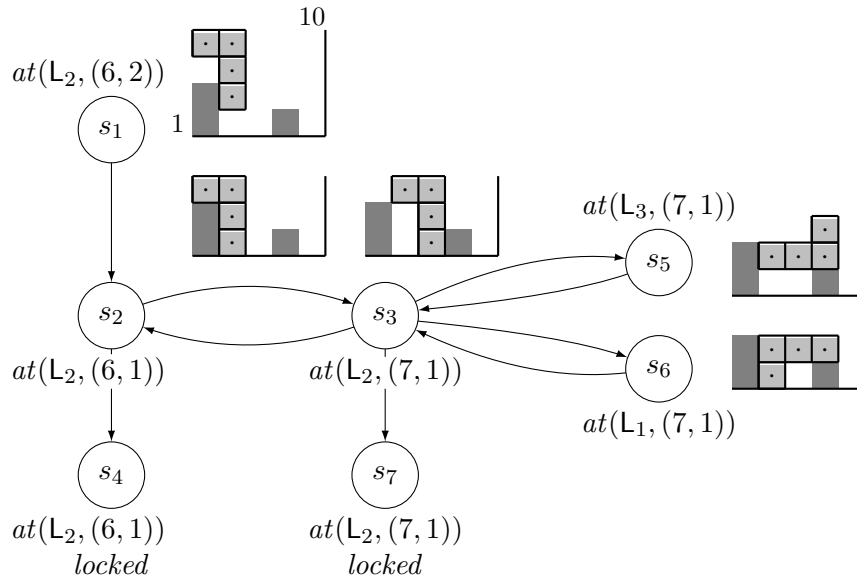 10
at(L₂, (6, 2))
1
s₁
at(L₃, (7, 1))
s₅
s₂
s₃
at(L₂, (6, 1))
at(L₂, (7, 1))
s₆
at(L₁, (7, 1))
s₄
s₇
at(L₂, (6, 1))
at(L₂, (7, 1))
locked
locked